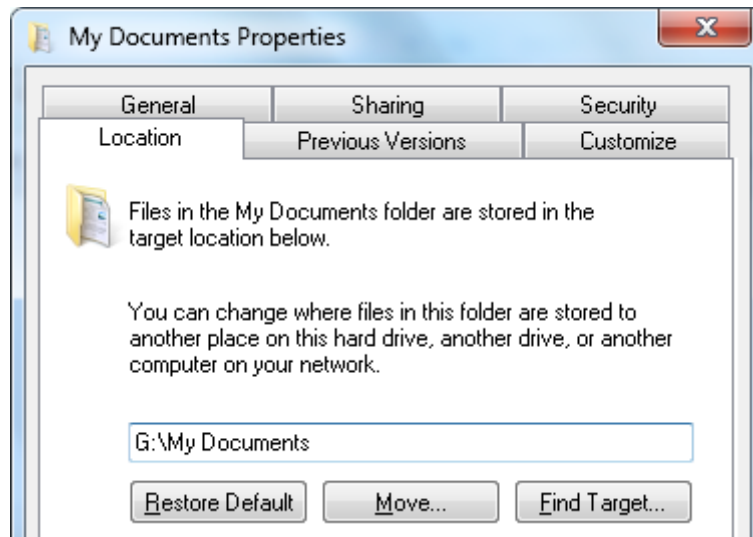 My Documents Properties
General Sharing Security
Location Previous Versions Customize
Files in the My Documents folder are stored in the
target location below.
You can change where files in this folder are stored to
another place on this hard drive, another drive, or another
computer on your network.
G:\My Documents
Restore Default Move... Find Target...